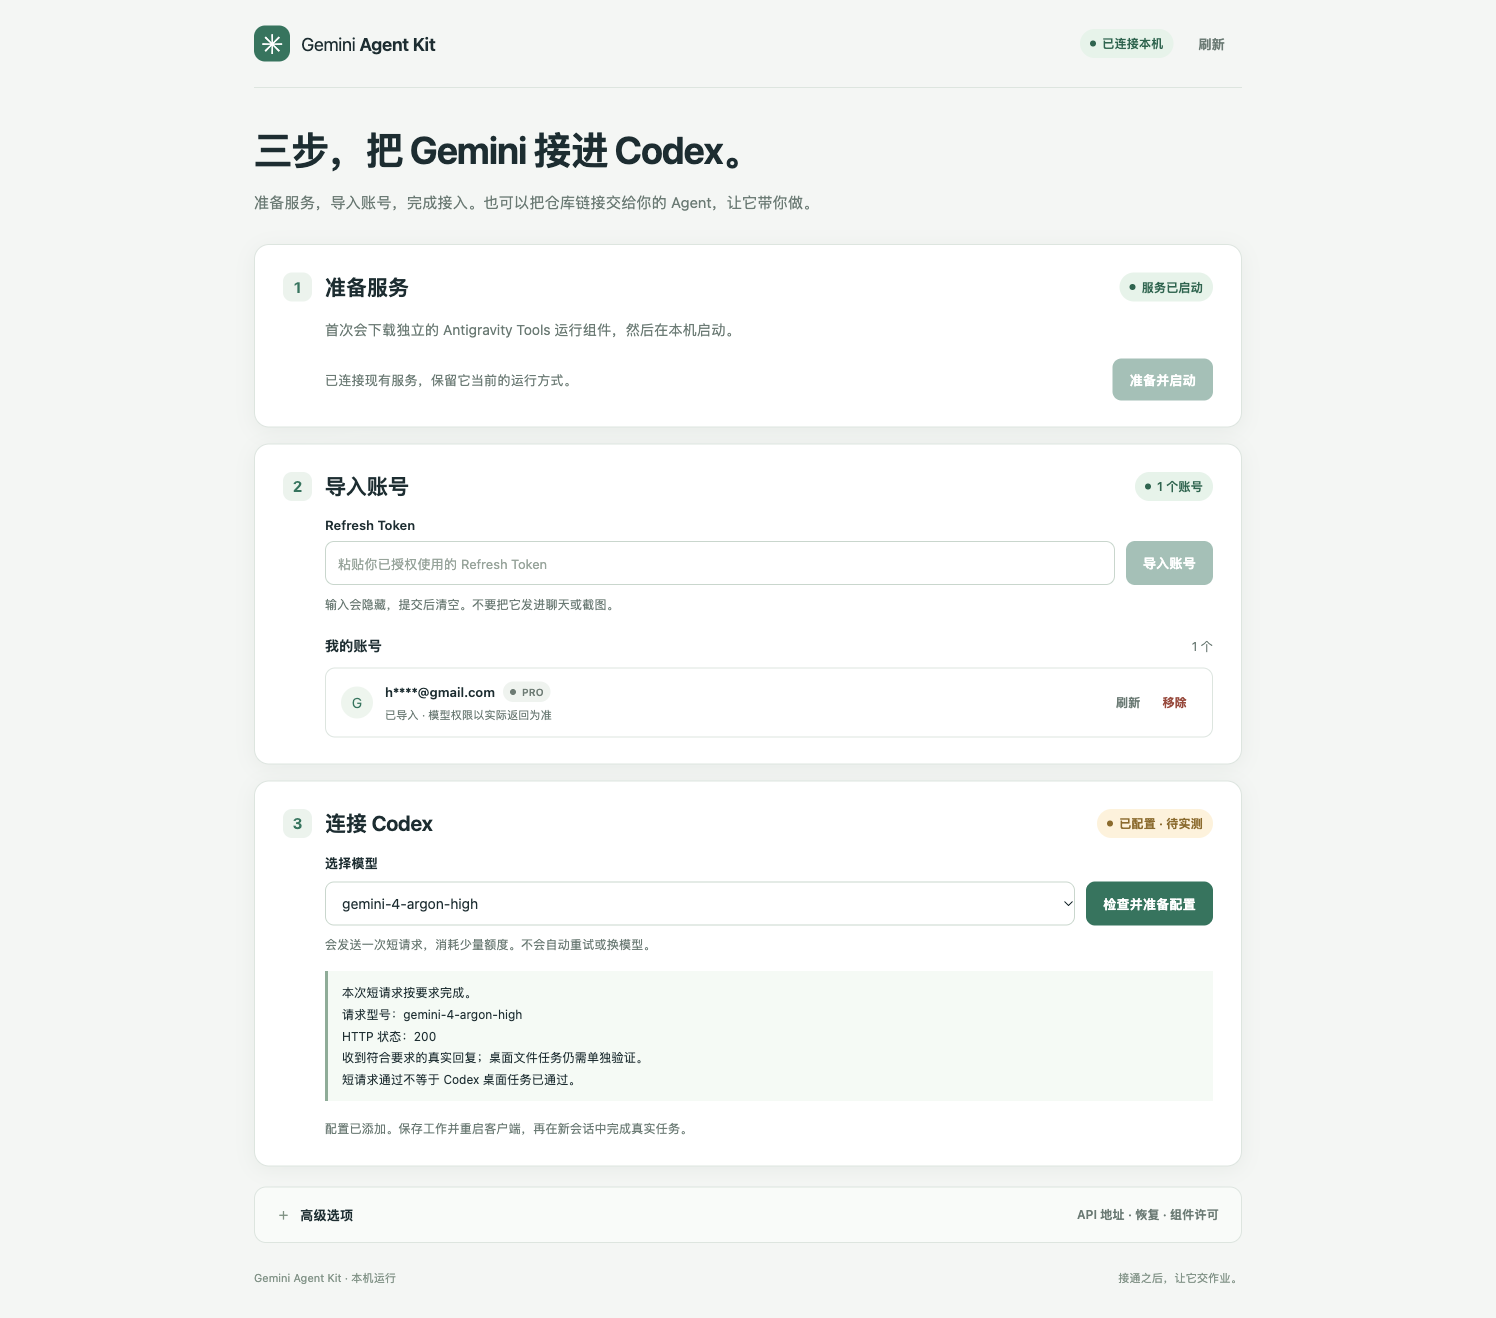 Gemini Agent Kit
已连接本机
刷新
三步，把 Gemini 接进 Codex。
准备服务，导入账号，完成接入。也可以把仓库链接交给你的 Agent，让它带你做。
1
准备服务
服务已启动
首次会下载独立的 Antigravity Tools 运行组件，然后在本机启动。
已连接现有服务，保留它当前的运行方式。
准备并启动
2
导入账号
1 个账号
Refresh Token
粘贴你已授权使用的 Refresh Token
导入账号
输入会隐藏，提交后清空。不要把它发进聊天或截图。
我的账号
1 个
G
h****@gmail.com
PRO
已导入 · 模型权限以实际返回为准
刷新
移除
3
连接 Codex
已配置 · 待实测
选择模型
gemini-4-argon-high
检查并准备配置
会发送一次短请求，消耗少量额度。不会自动重试或换模型。
本次短请求按要求完成。
请求型号：gemini-4-argon-high
HTTP 状态：200
收到符合要求的真实回复；桌面文件任务仍需单独验证。
短请求通过不等于 Codex 桌面任务已通过。
配置已添加。保存工作并重启客户端，再在新会话中完成真实任务。
+ 高级选项
API 地址 · 恢复 · 组件许可
Gemini Agent Kit · 本机运行
接通之后，让它交作业。